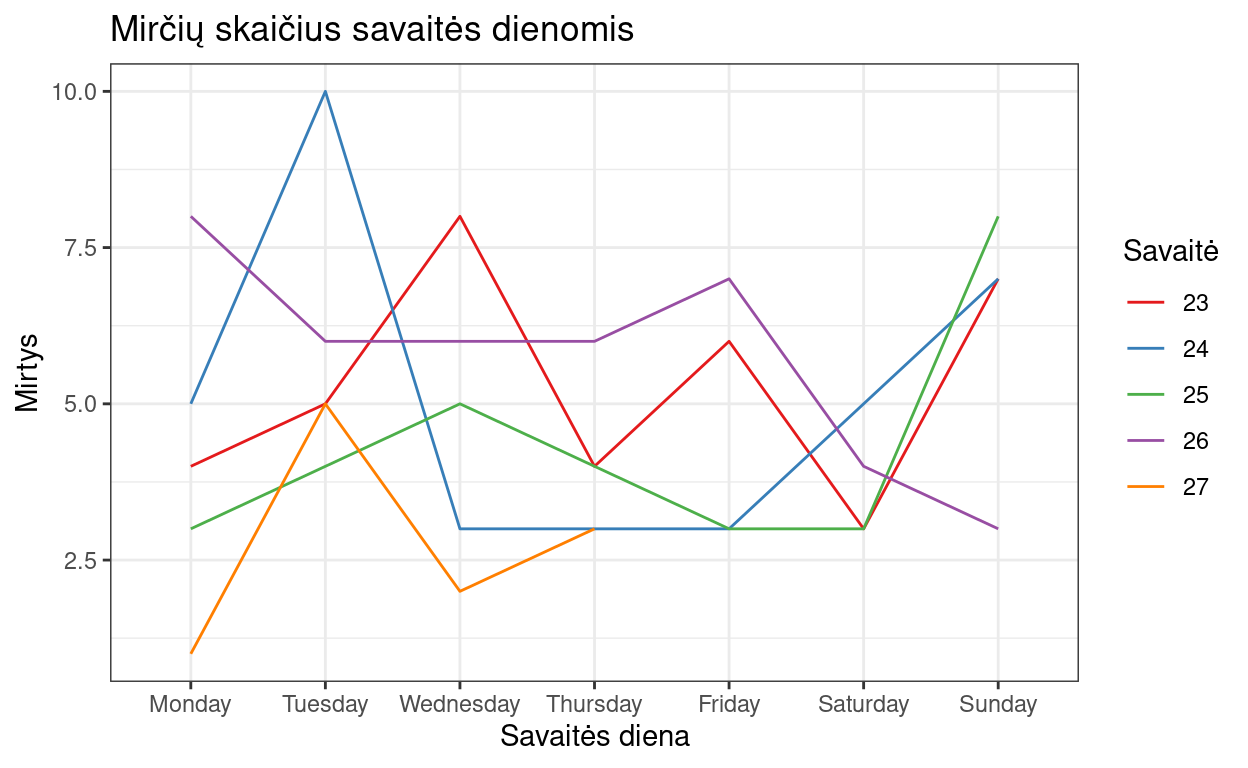 Mirčių skaičius savaitės dienomis
Mirtys
10.0
7.5
5.0
2.5
Monday Tuesday Wednesday Thursday Friday Saturday Sunday
Savaitės diena
Savaitė
23
24
25
26
27